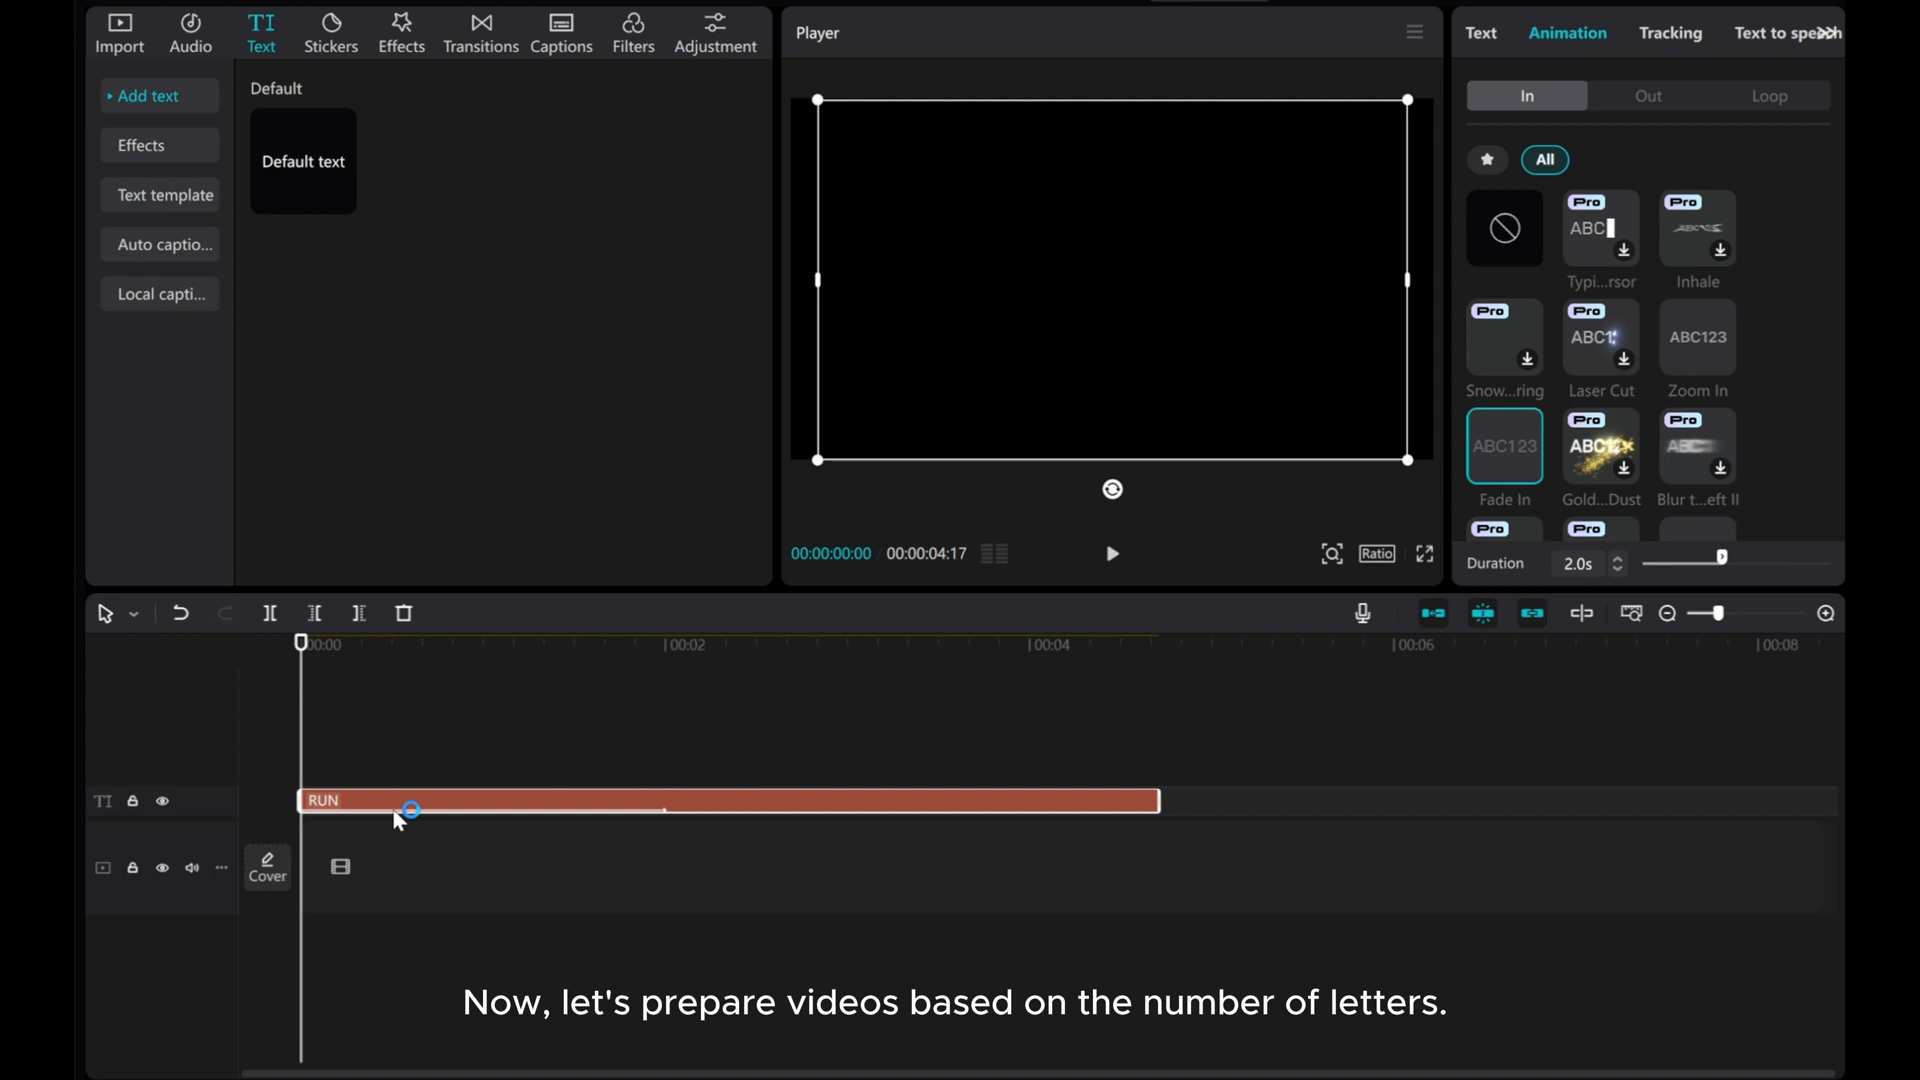 Import
Audio
TI
Text
Stickers
Effects
Transitions
Captions
Filters
Adjustment
Add text
Effects
Text template
Auto captio...
Local capti...
Default
Default text
Player
00:00:00:00
00:00:04:17
Ratio
Text
Animation
Tracking
Text to speech
In
Out
Loop
All
Pro
ABC
Typi...rsor
Pro
Inhale
Pro
Snow...ring
Pro
ABC1
Laser Cut
ABC123
Zoom In
ABC123
Fade In
Pro
ABC12
Gold...Dust
Pro
ABC
Blur t...eft II
Pro
Pro
Duration
2.0s
00:00
00:02
00:04
00:06
00:08
TI
RUN
Cover
Now, let's prepare videos based on the number of letters.